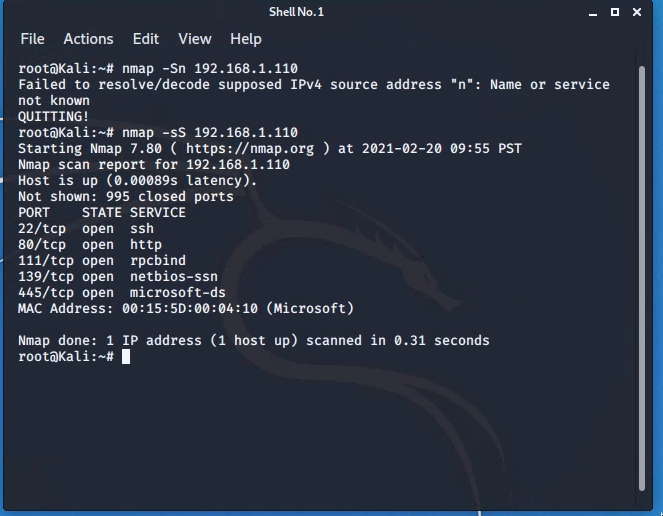 Shell No.1
File Actions Edit View Help
root@Kali:~# nmap -Sn 192.168.1.110
Failed to resolve/decode supposed IPv4 source address "n": Name or service
not known
QUITTING!
root@Kali:~# nmap -sS 192.168.1.110
Starting Nmap 7.80 ( https://nmap.org ) at 2021-02-20 09:55 PST
Nmap scan report for 192.168.1.110
Host is up (0.00089s latency).
Not shown: 995 closed ports
PORT    STATE SERVICE
22/tcp  open  ssh
80/tcp  open  http
111/tcp open  rpcbind
139/tcp open  netbios-ssn
445/tcp open  microsoft-ds
MAC Address: 00:15:5D:00:04:10 (Microsoft)
Nmap done: 1 IP address (1 host up) scanned in 0.31 seconds
root@Kali:~#